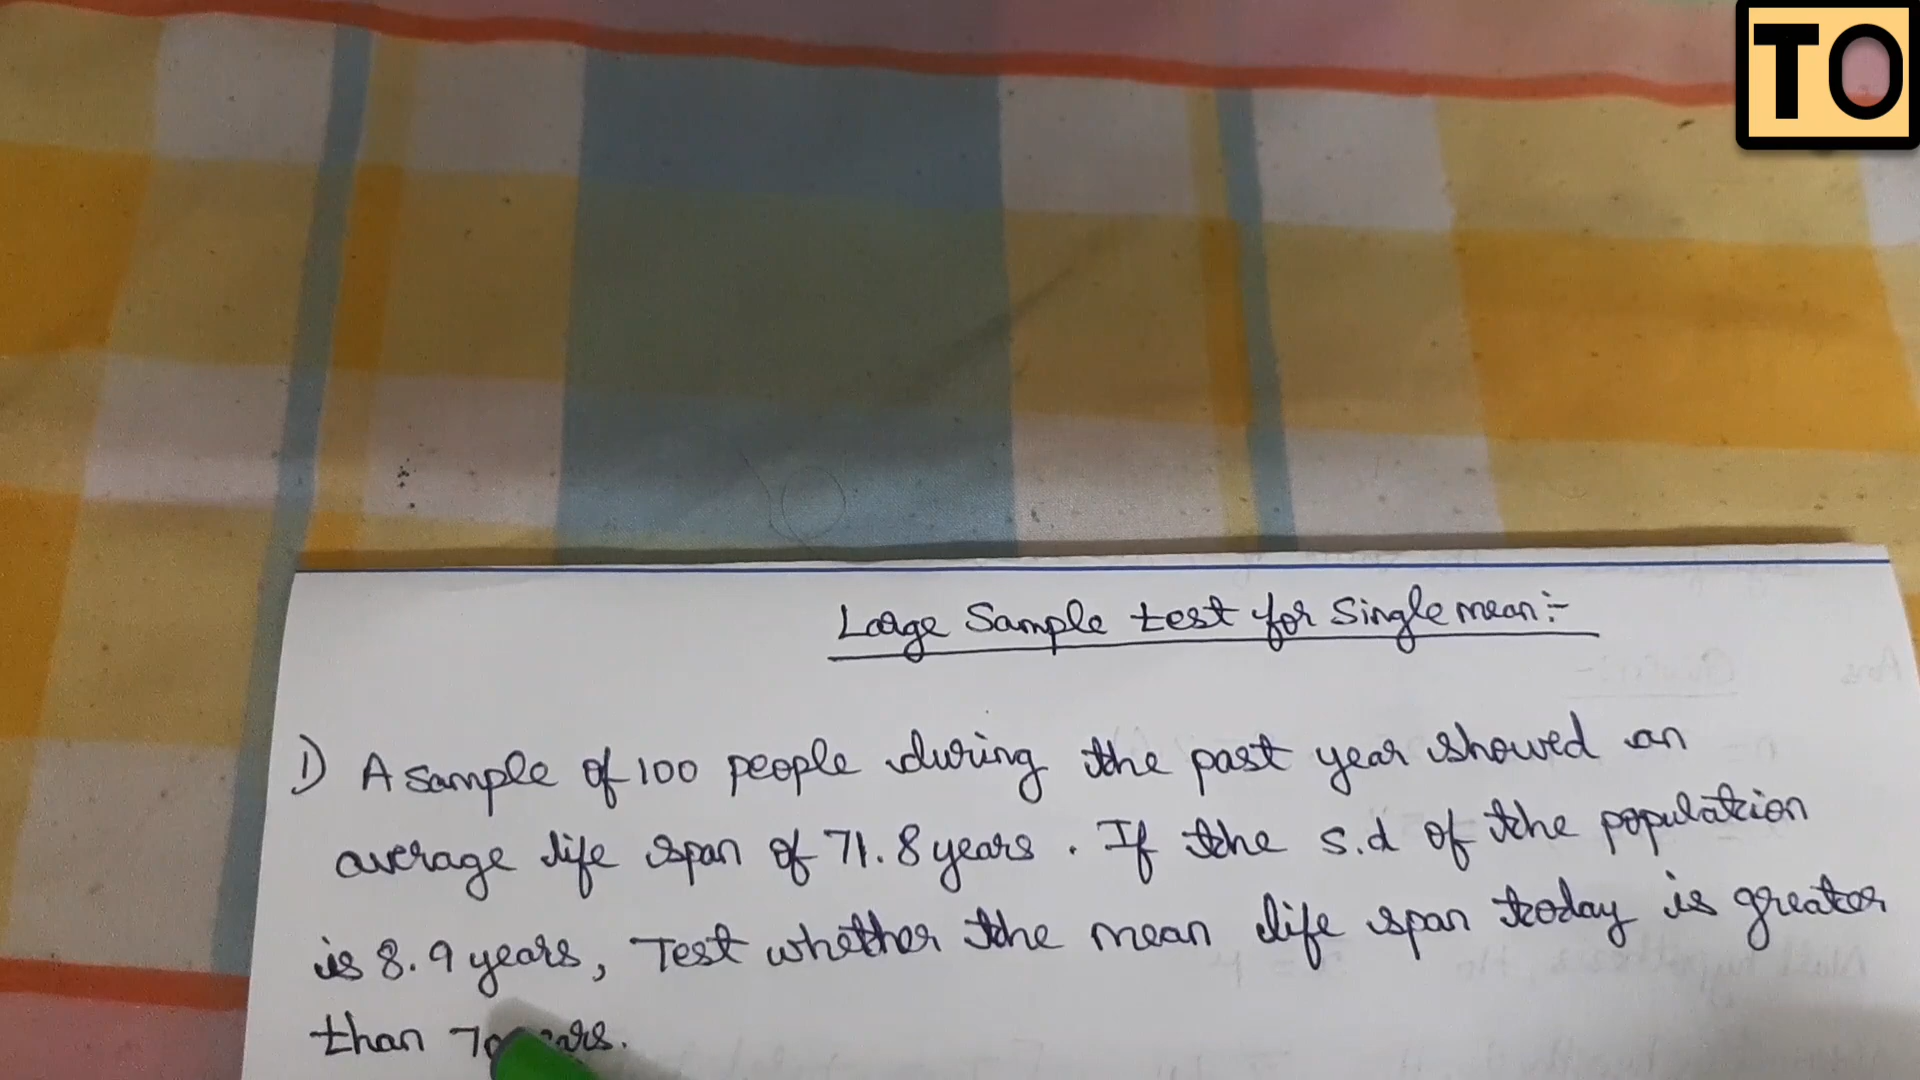 TO
Large Sample test for Single mean:-
1) A sample of 100 people during the past year showed an
average life span of 71.8 years. If the s.d of the population
is 8.9 years, Test whether the mean life span today is greater
than 70